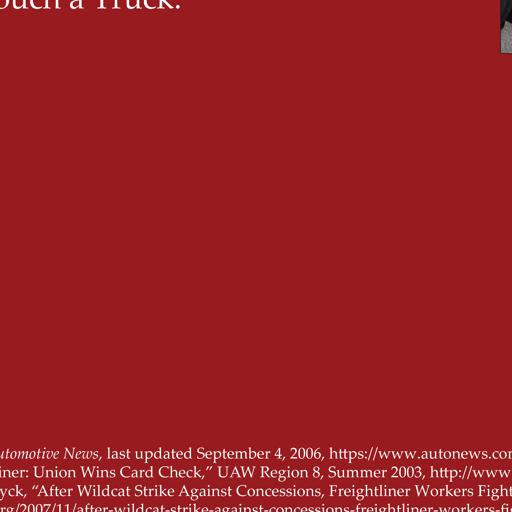 ouch a Truck.
utomotive News, last updated September 4, 2006, https://www.autonews.com
iner: Union Wins Card Check,” UAW Region 8, Summer 2003, http://www
yck, “After Wildcat Strike Against Concessions, Freightliner Workers Fight
rg/2007/11/after-wildcat-strike-against-concessions-freightliner-workers-fi